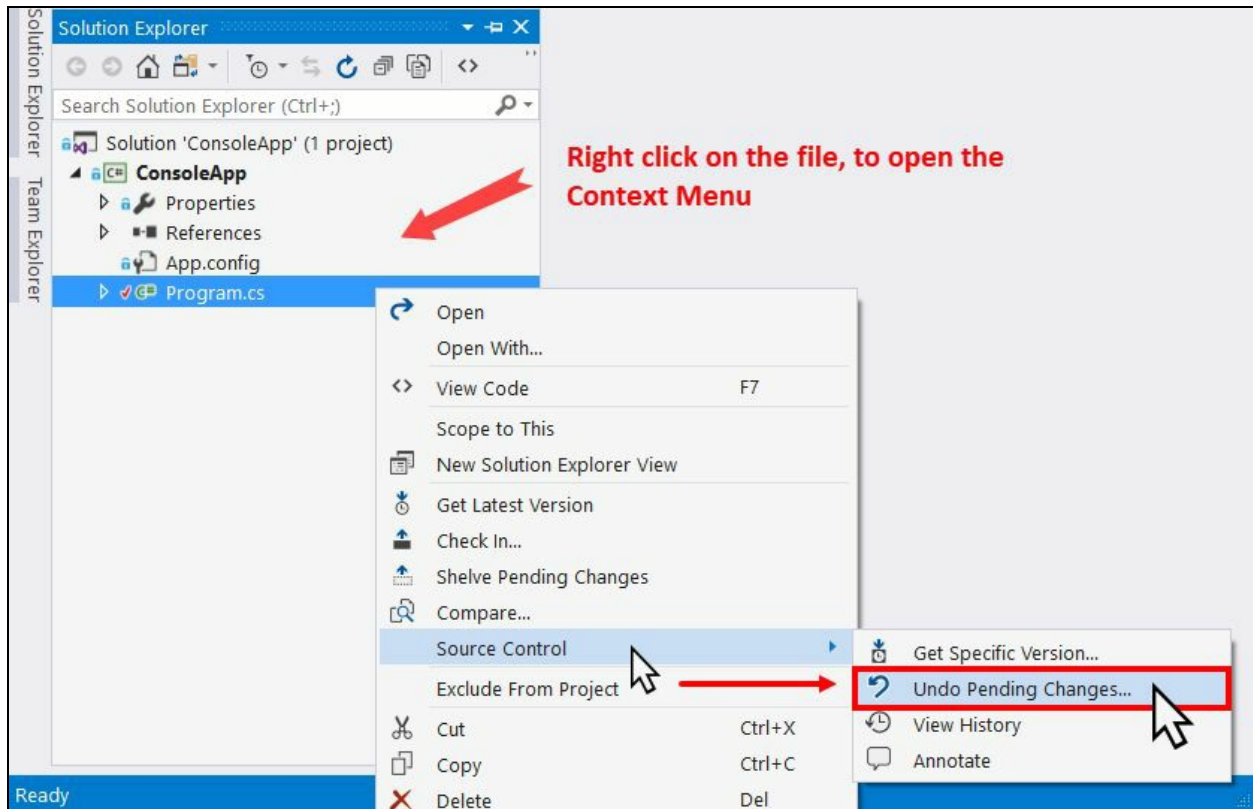 Solution Explorer
Team Explorer
Solution Explorer
Search Solution Explorer (Ctrl+;)
Solution 'ConsoleApp' (1 project)
C# ConsoleApp
Properties
References
App.config
C# Program.cs
Right click on the file, to open the
Context Menu
Open
Open With...
View Code F7
Scope to This
New Solution Explorer View
Get Latest Version
Check In...
Shelve Pending Changes
Compare...
Source Control
Exclude From Project
Cut Ctrl+X
Copy Ctrl+C
Delete Del
Get Specific Version...
Undo Pending Changes...
View History
Annotate
Ready